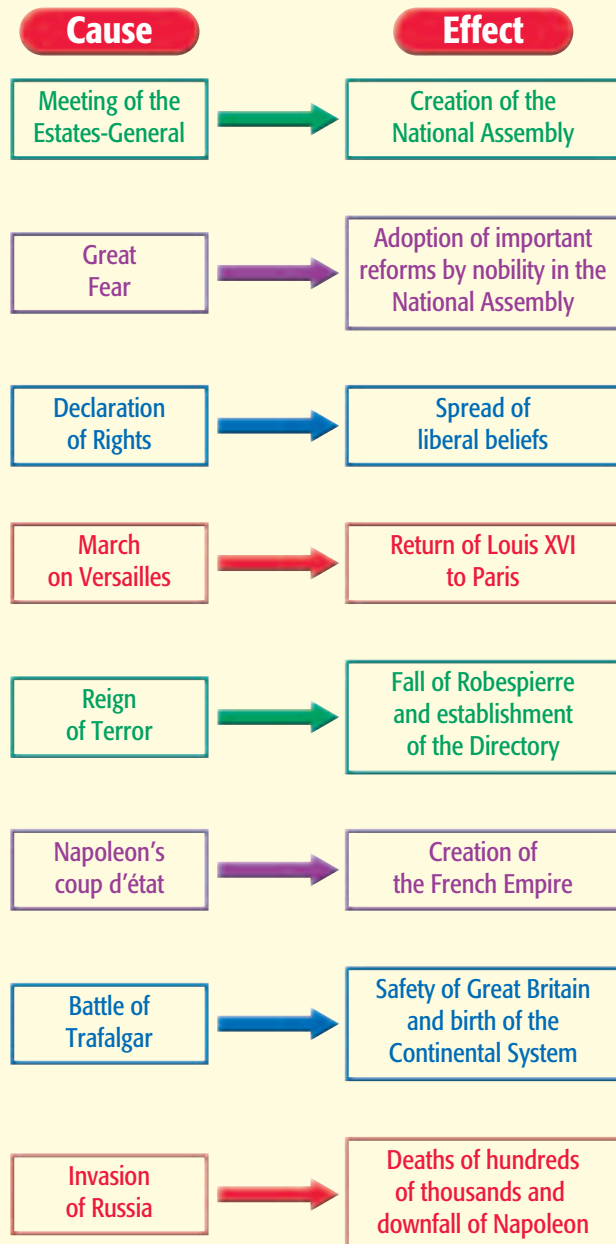 Cause
Effect
Meeting of the
Estates-General
Creation of the
National Assembly
Great
Fear
Adoption of important
reforms by nobility in the
National Assembly
Declaration
of Rights
Spread of
liberal beliefs
March
on Versailles
Return of Louis XVI
to Paris
Reign
of Terror
Fall of Robespierre
and establishment
of the Directory
Napoleon's
coup d'état
Creation of
the French Empire
Battle of
Trafalgar
Safety of Great Britain
and birth of the
Continental System
Invasion
of Russia
Deaths of hundreds
of thousands and
downfall of Napoleon